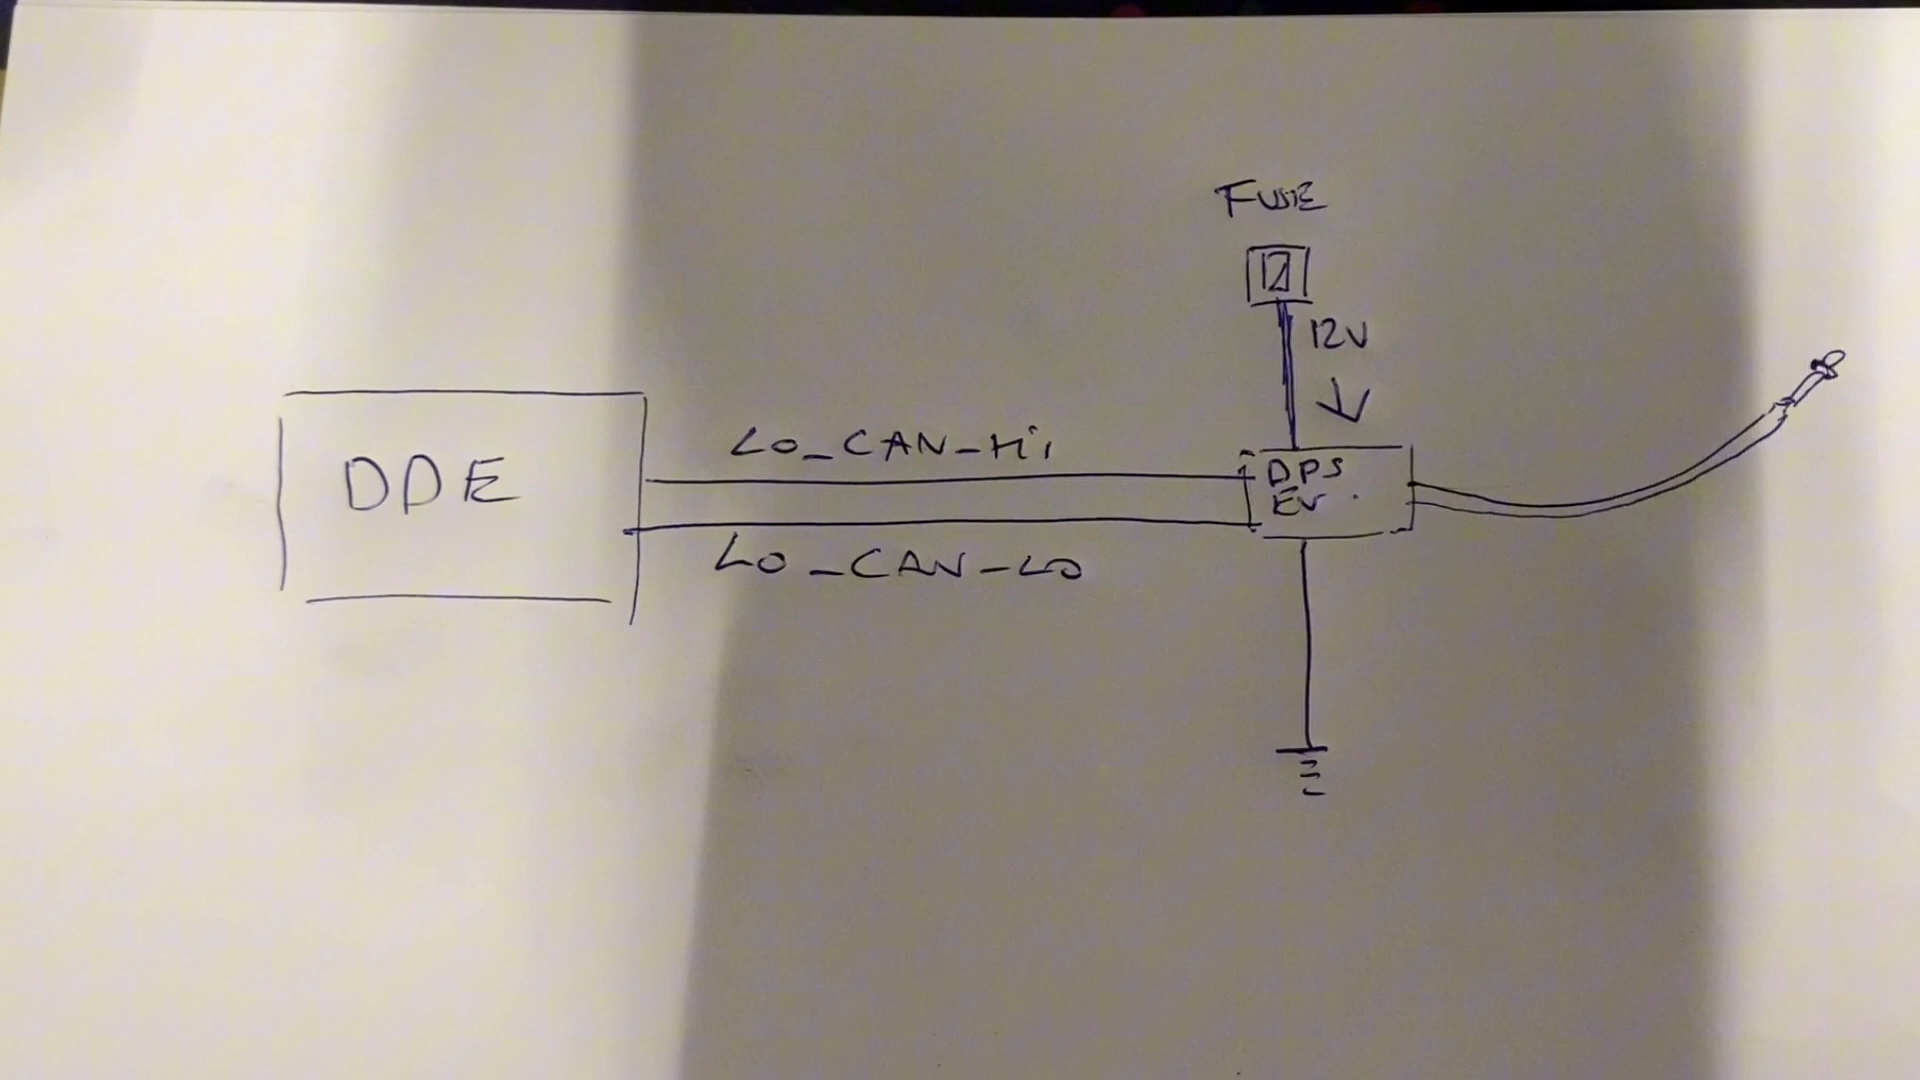 FUSE
12V
LO_CAN-Hi
DDE
DPS
EV.
LO_CAN-LO